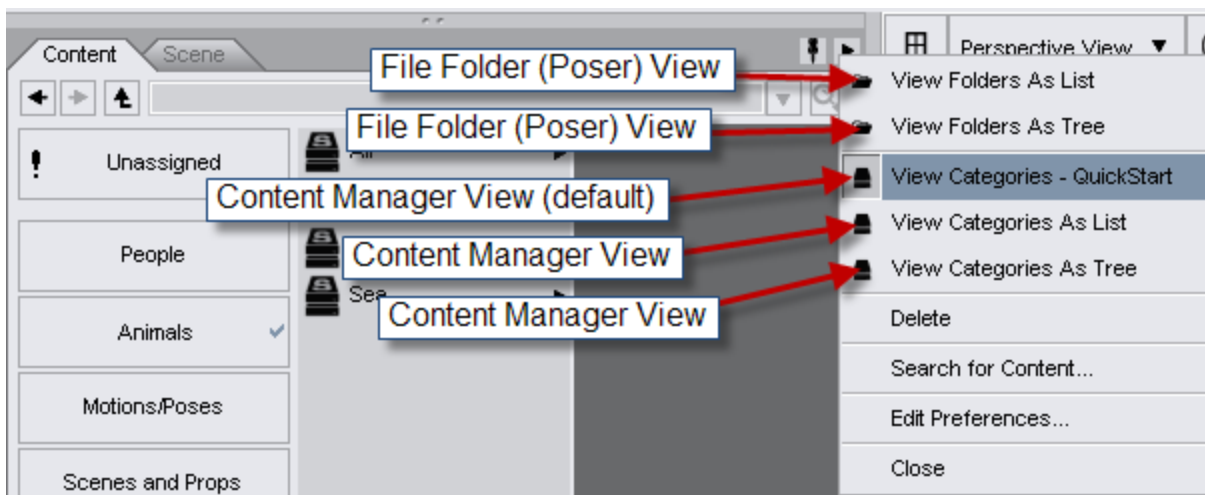 Content
Scene
Perspective View
File Folder (Poser) View
View Folders As List
File Folder (Poser) View
View Folders As Tree
Unassigned
All
Content Manager View (default)
View Categories - QuickStart
People
Content Manager View
View Categories As List
View Categories As Tree
Sea
Content Manager View
Animals
Delete
Search for Content...
Motions/Poses
Edit Preferences...
Close
Scenes and Props